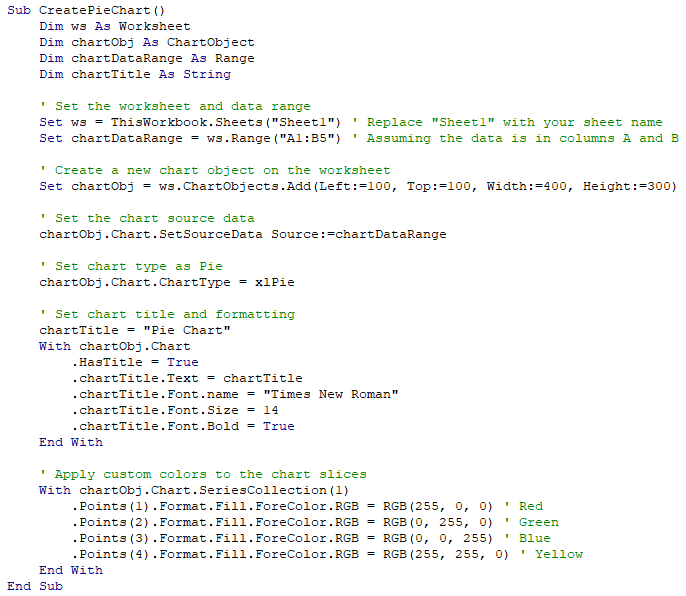 Sub CreatePieChart()
    Dim ws As Worksheet
    Dim chartObj As ChartObject
    Dim chartDataRange As Range
    Dim chartTitle As String

    ' Set the worksheet and data range
    Set ws = ThisWorkbook.Sheets("Sheet1") ' Replace "Sheet1" with your sheet name
    Set chartDataRange = ws.Range("A1:B5") ' Assuming the data is in columns A and B

    ' Create a new chart object on the worksheet
    Set chartObj = ws.ChartObjects.Add(Left:=100, Top:=100, Width:=400, Height:=300)

    ' Set the chart source data
    chartObj.Chart.SetSourceData Source:=chartDataRange

    ' Set chart type as Pie
    chartObj.Chart.ChartType = xlPie

    ' Set chart title and formatting
    chartTitle = "Pie Chart"
    With chartObj.Chart
        .HasTitle = True
        .chartTitle.Text = chartTitle
        .chartTitle.Font.name = "Times New Roman"
        .chartTitle.Font.Size = 14
        .chartTitle.Font.Bold = True
    End With

    ' Apply custom colors to the chart slices
    With chartObj.Chart.SeriesCollection(1)
        .Points(1).Format.Fill.ForeColor.RGB = RGB(255, 0, 0) ' Red
        .Points(2).Format.Fill.ForeColor.RGB = RGB(0, 255, 0) ' Green
        .Points(3).Format.Fill.ForeColor.RGB = RGB(0, 0, 255) ' Blue
        .Points(4).Format.Fill.ForeColor.RGB = RGB(255, 255, 0) ' Yellow
    End With
End Sub